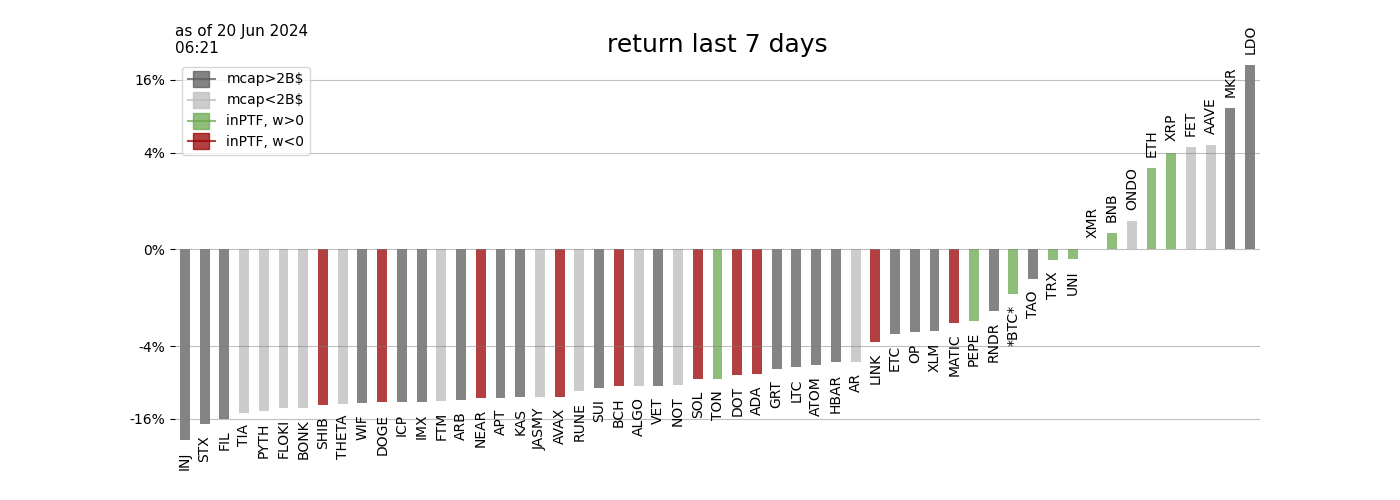 as of 20 Jun 2024
06:21
return last 7 days
mcap>2B$
mcap<2B$
inPTF, w>0
inPTF, w<0
16%
4%
0%
-4%
-16%
INJ
STX
FIL
TIA
PYTH
FLOKI
BONK
SHIB
THETA
WIF
DOGE
ICP
IMX
FTM
ARB
NEAR
APT
KAS
JASMY
AVAX
RUNE
SUI
BCH
ALGO
VET
NOT
SOL
TON
DOT
ADA
GRT
LTC
ATOM
HBAR
AR
LINK
ETC
OP
XLM
MATIC
PEPE
RNDR
*BTC*
TAO
TRX
UNI
XMR
BNB
ONDO
ETH
XRP
FET
AAVE
MKR
LDO